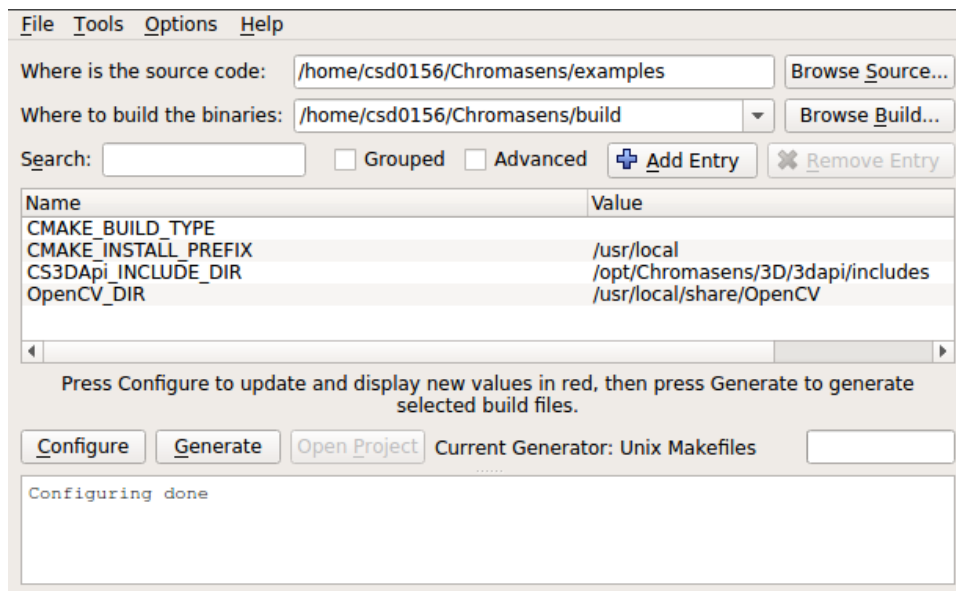 File Tools Options Help
Where is the source code: /home/csd0156/Chromasens/examples Browse Source...
Where to build the binaries: /home/csd0156/Chromasens/build Browse Build...
Search: Grouped Advanced Add Entry Remove Entry
Name Value
CMAKE_BUILD_TYPE
CMAKE_INSTALL_PREFIX /usr/local
CS3DApi_INCLUDE_DIR /opt/Chromasens/3D/3dapi/includes
OpenCV_DIR /usr/local/share/OpenCV
Press Configure to update and display new values in red, then press Generate to generate
selected build files.
Configure Generate Open Project Current Generator: Unix Makefiles
Configuring done